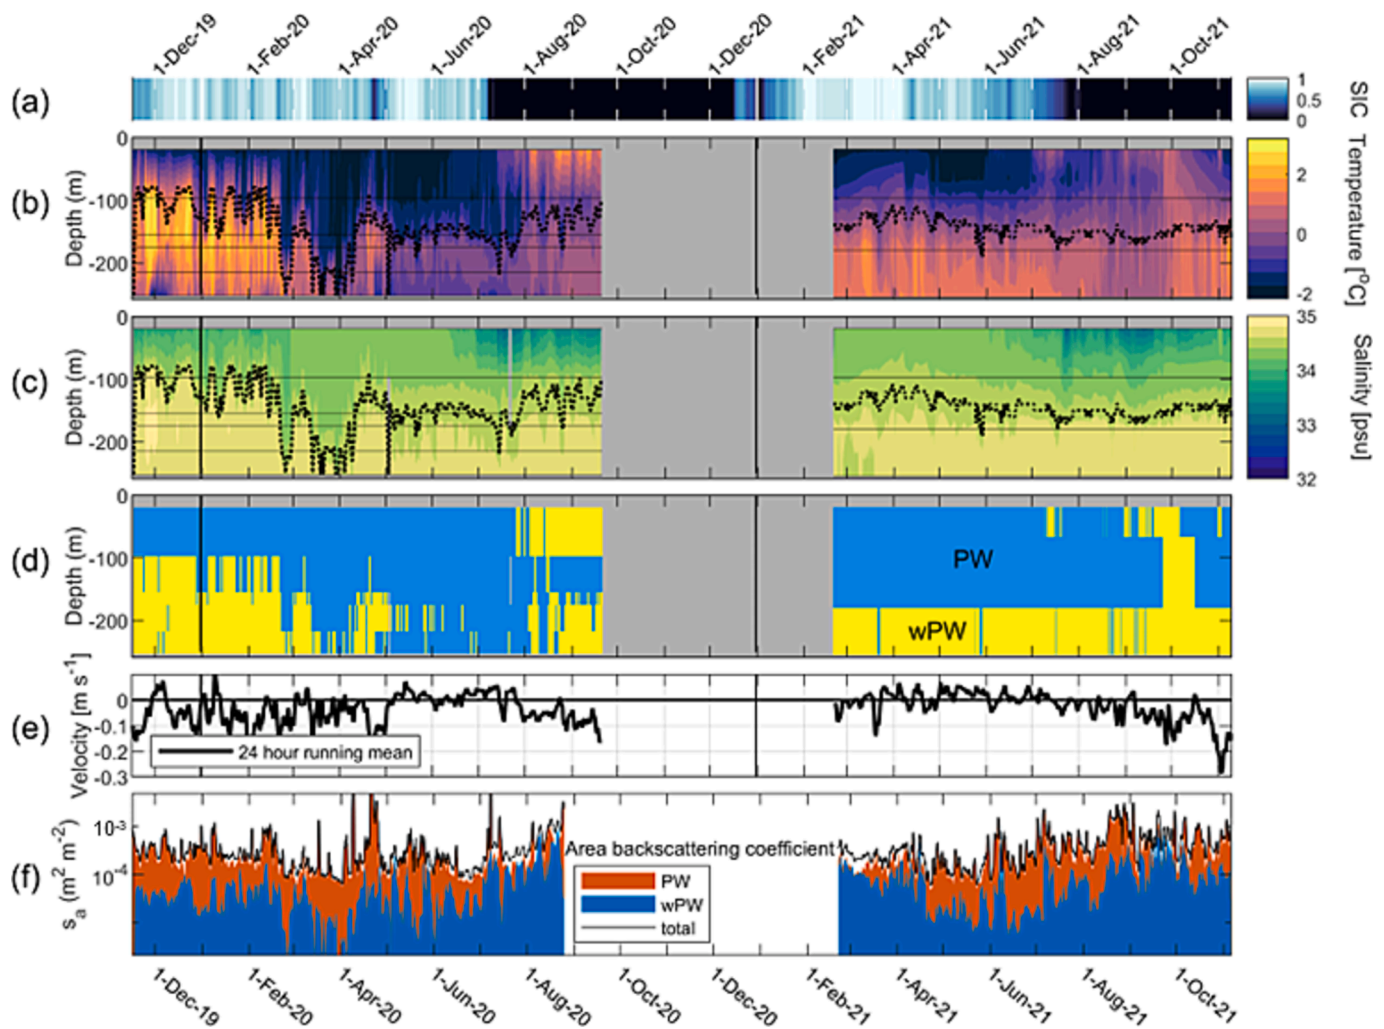 1-Dec-19 1-Feb-20 1-Apr-20 1-Jun-20 1-Aug-20 1-Oct-20 1-Dec-20 1-Feb-21 1-Apr-21 1-Jun-21 1-Aug-21 1-Oct-21
(a)
1
0.5
0
SIC
(b)
Depth (m)
0
-100
-200
2
0
-2
Temperature [°C]
(c)
Depth (m)
0
-100
-200
35
34
33
32
Salinity [psu]
(d)
Depth (m)
0
-100
-200
PW
wPW
(e)
Velocity [m s⁻¹]
0
-0.1
-0.2
-0.3
24 hour running mean
(f)
sₐ (m² m⁻²)
10⁻³
10⁻⁴
Area backscattering coefficient
PW
wPW
total
1-Dec-19 1-Feb-20 1-Apr-20 1-Jun-20 1-Aug-20 1-Oct-20 1-Dec-20 1-Feb-21 1-Apr-21 1-Jun-21 1-Aug-21 1-Oct-21